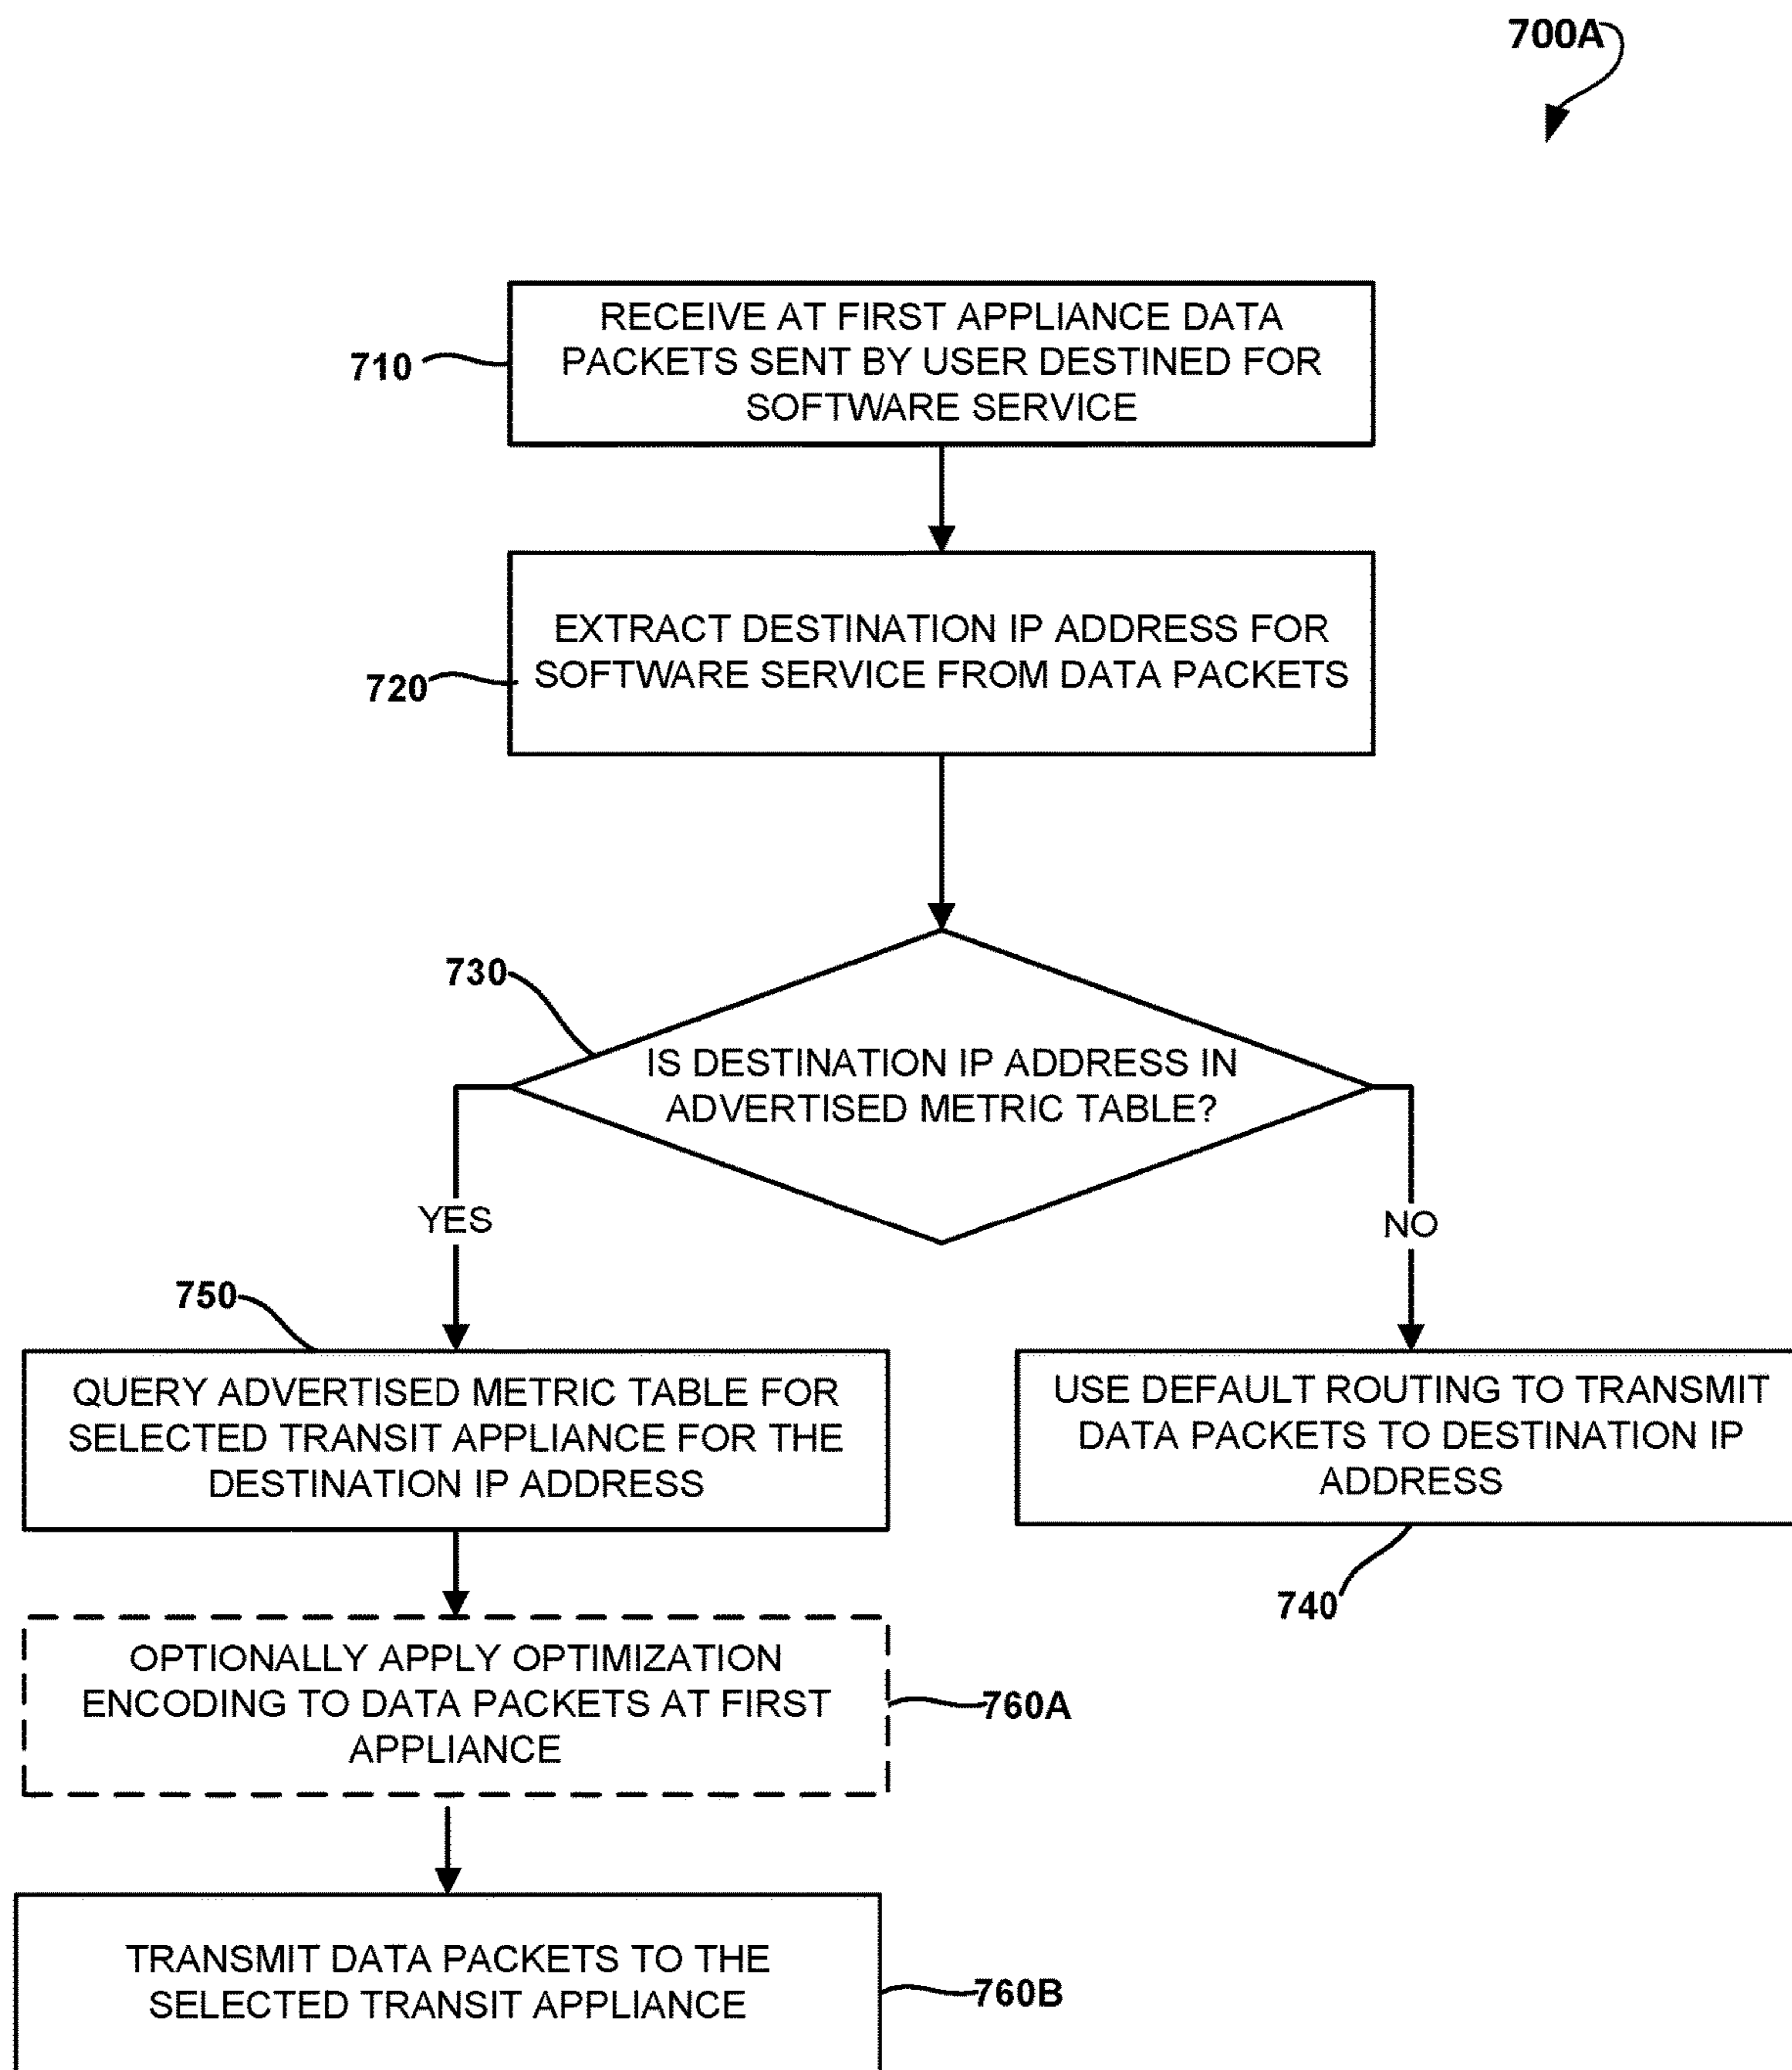 700A
RECEIVE AT FIRST APPLIANCE DATA
PACKETS SENT BY USER DESTINED FOR
SOFTWARE SERVICE
710
EXTRACT DESTINATION IP ADDRESS FOR
SOFTWARE SERVICE FROM DATA PACKETS
720
730
IS DESTINATION IP ADDRESS IN
ADVERTISED METRIC TABLE?
YES
NO
750
QUERY ADVERTISED METRIC TABLE FOR
SELECTED TRANSIT APPLIANCE FOR THE
DESTINATION IP ADDRESS
USE DEFAULT ROUTING TO TRANSMIT
DATA PACKETS TO DESTINATION IP
ADDRESS
740
OPTIONALLY APPLY OPTIMIZATION
ENCODING TO DATA PACKETS AT FIRST
APPLIANCE
760A
TRANSMIT DATA PACKETS TO THE
SELECTED TRANSIT APPLIANCE
760B